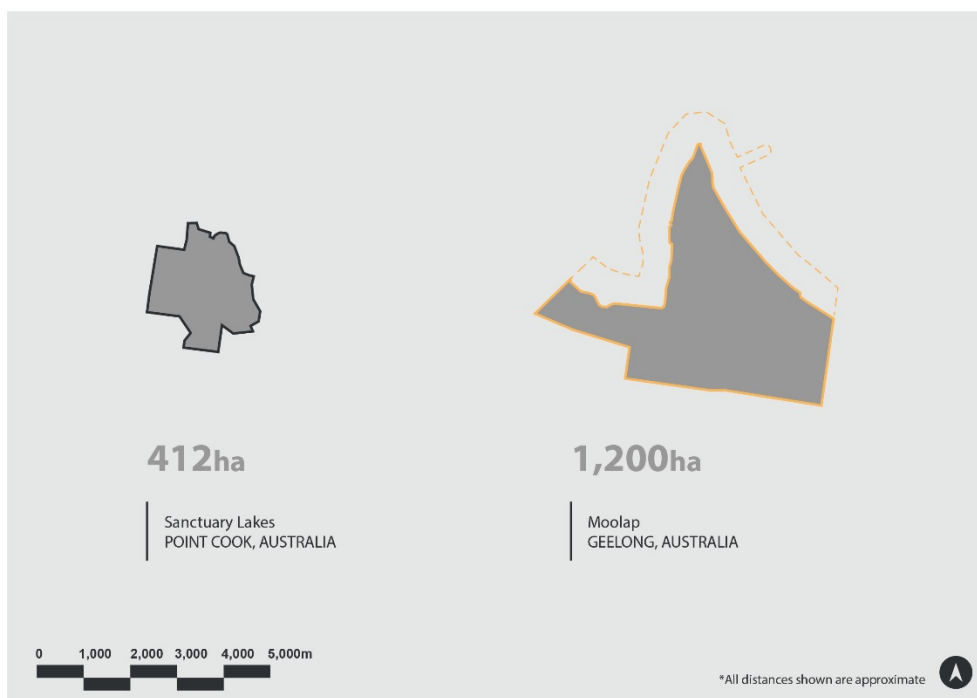 412ha
Sanctuary Lakes
POINT COOK, AUSTRALIA
1,200ha
Moolap
GEELONG, AUSTRALIA
0 1,000 2,000 3,000 4,000 5,000m
*All distances shown are approximate